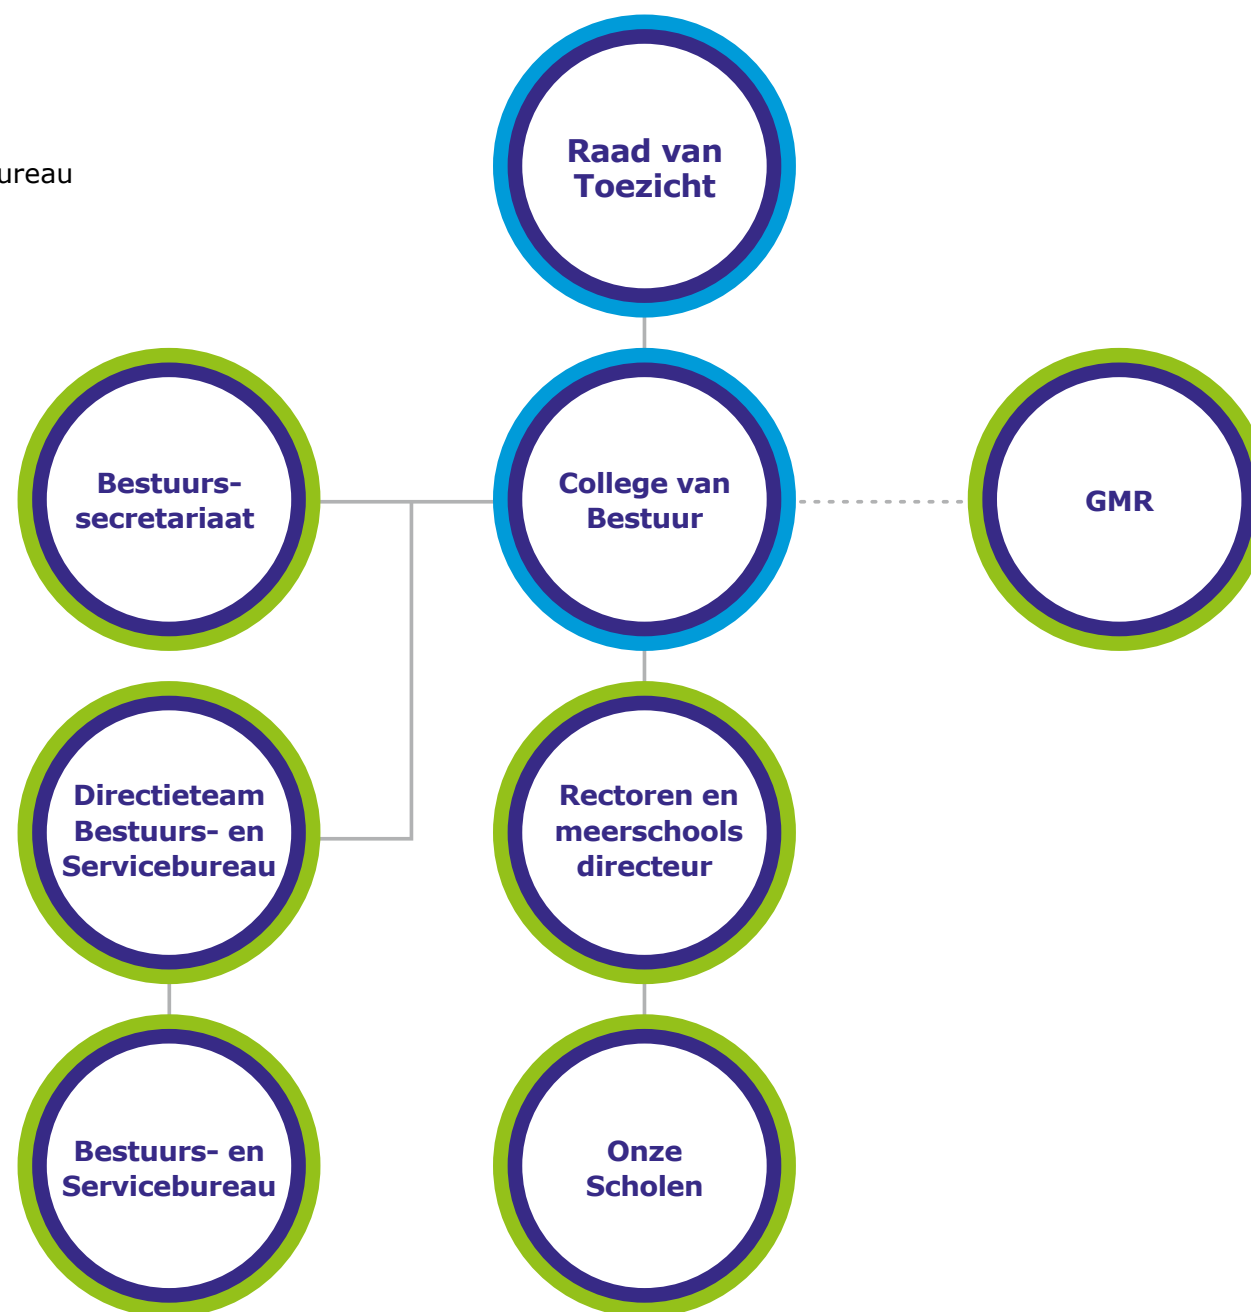 Raad van
Toezicht
ureau
Bestuurs-
secretariaat
College van
Bestuur
GMR
Directieteam
Bestuurs- en
Servicebureau
Rectoren en
meerschools
directeur
Bestuurs- en
Servicebureau
Onze
Scholen